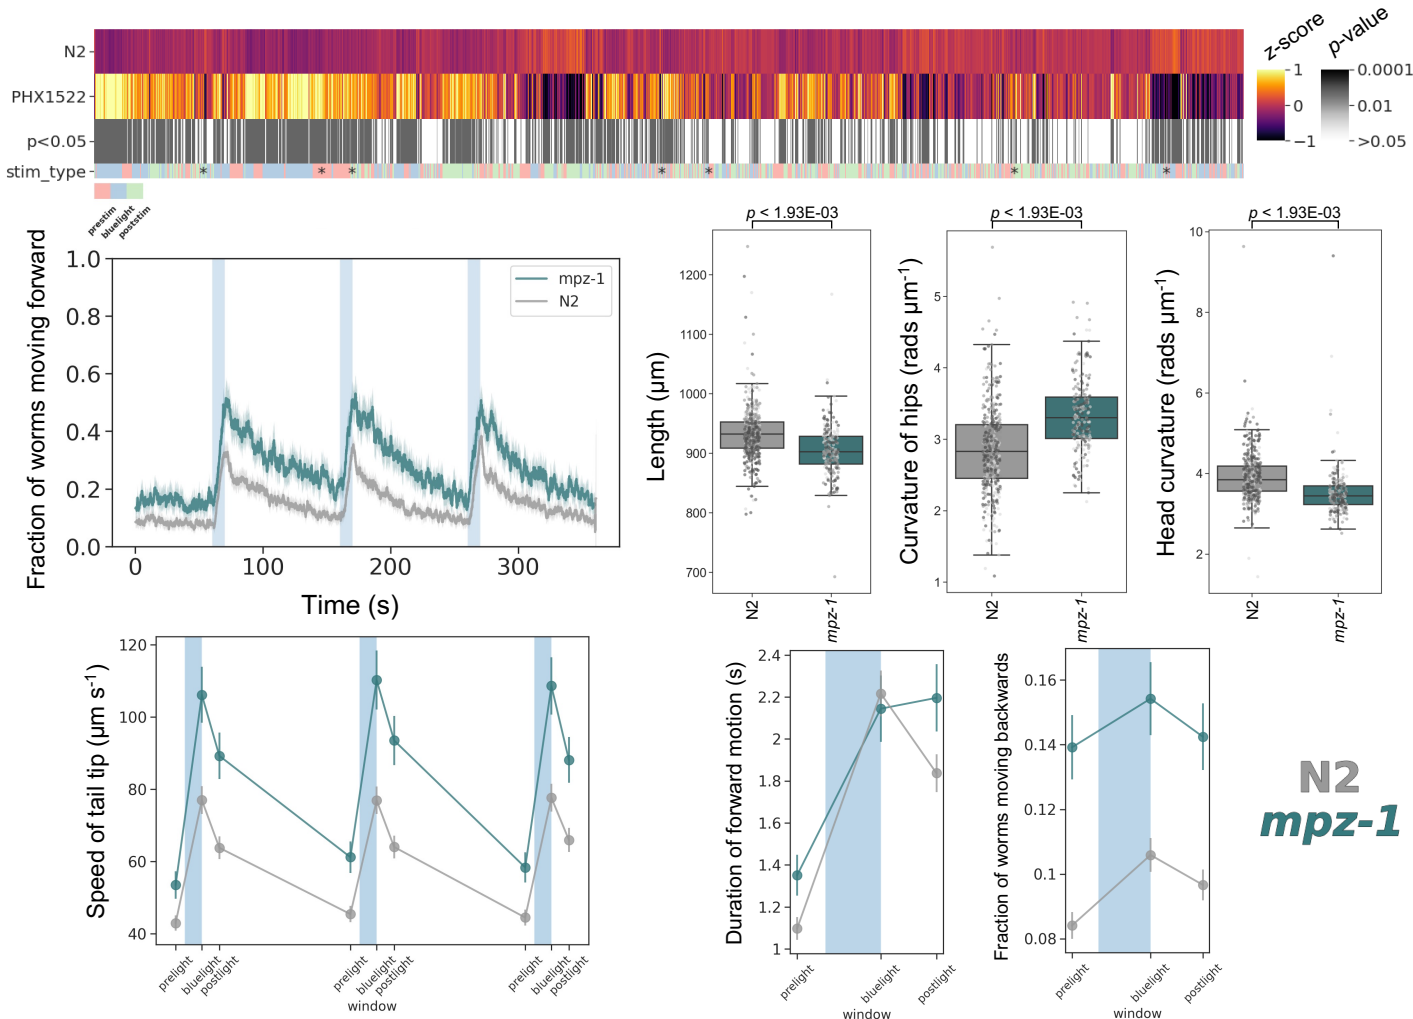 N2
PHX1522
p<0.05
stim_type
* * * * * * *
prestim
bluelight
poststim
z-score
1
0
−1
p-value
0.0001
0.01
>0.05
Fraction of worms moving forward
1.0
0.8
0.6
0.4
0.2
0.0
0 100 200 300
Time (s)
mpz-1
N2
p < 1.93E-03
Length (µm)
1200
1100
1000
900
800
700
N2
mpz-1
p < 1.93E-03
Curvature of hips (rads µm⁻¹)
5
4
3
2
1
N2
mpz-1
p < 1.93E-03
Head curvature (rads µm⁻¹)
10
8
6
4
2
N2
mpz-1
Speed of tail tip (µm s⁻¹)
120
100
80
60
40
prelight
bluelight
postlight
prelight
bluelight
postlight
prelight
bluelight
postlight
window
Duration of forward motion (s)
2.4
2.2
2
1.8
1.6
1.4
1.2
1
prelight
bluelight
postlight
window
Fraction of worms moving backwards
0.16
0.14
0.12
0.1
0.08
prelight
bluelight
postlight
window
N2
mpz-1